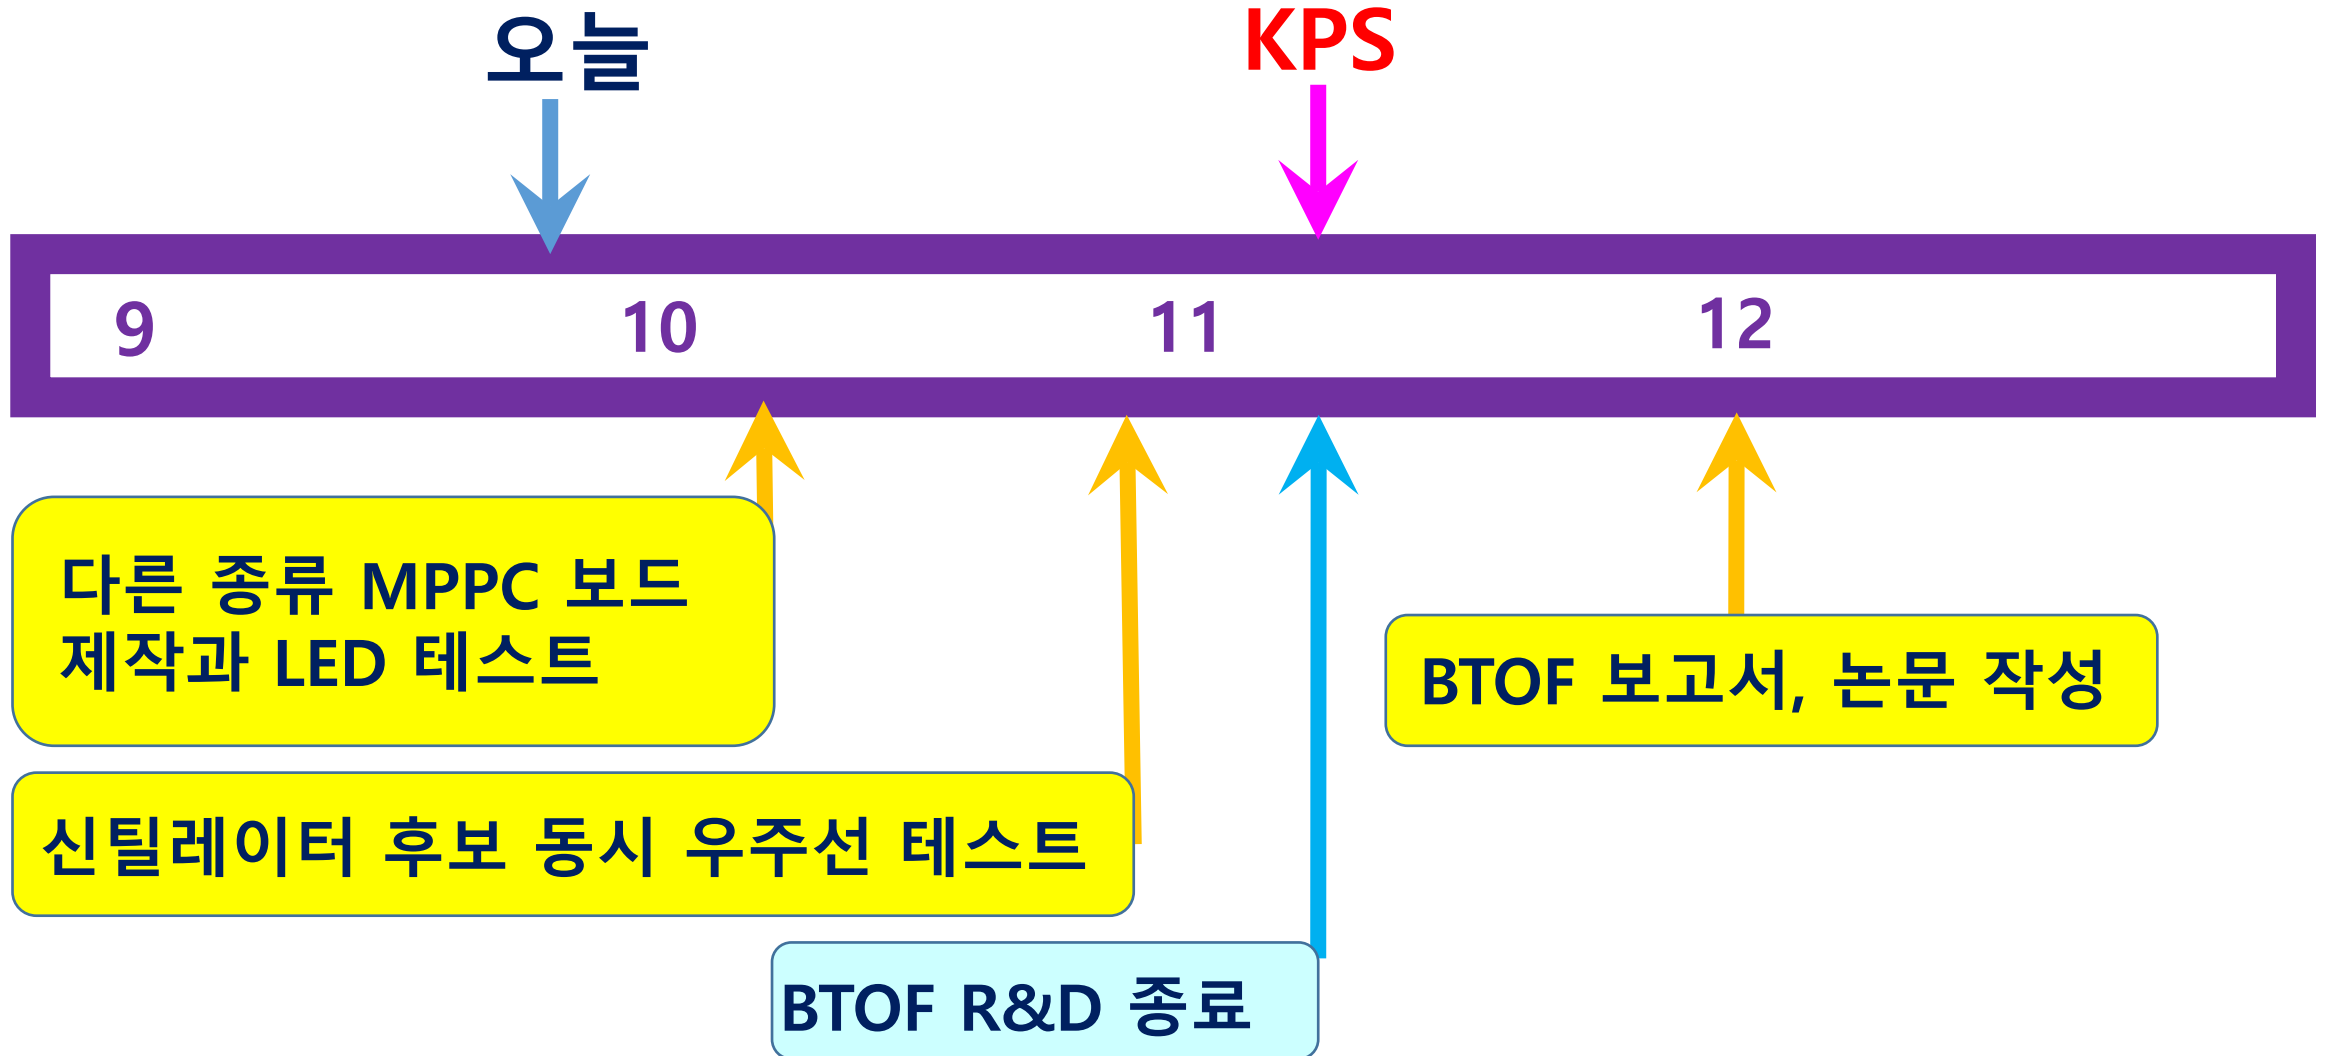 오늘
KPS
9
10
11
12
다른 종류 MPPC 보드
제작과 LED 테스트
BTOF 보고서, 논문 작성
신틸레이터 후보 동시 우주선 테스트
BTOF R&D 종료